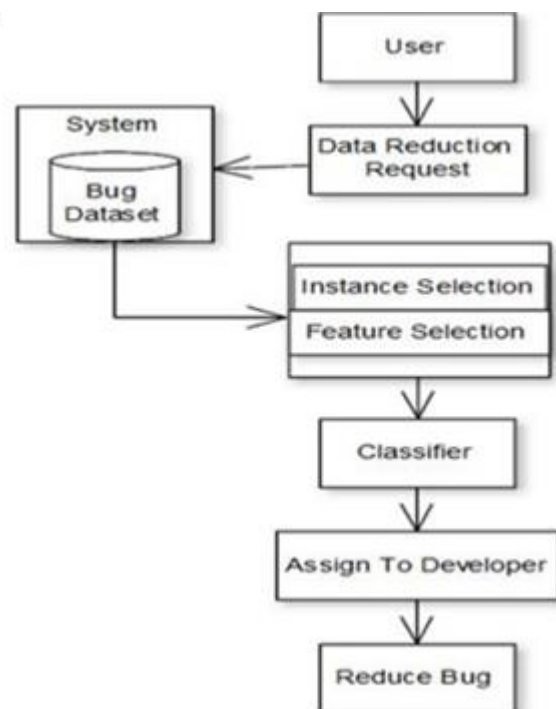 User
Data Reduction
Request
System
Bug
Dataset
Instance Selection
Feature Selection
Classifier
Assign To Developer
Reduce Bug